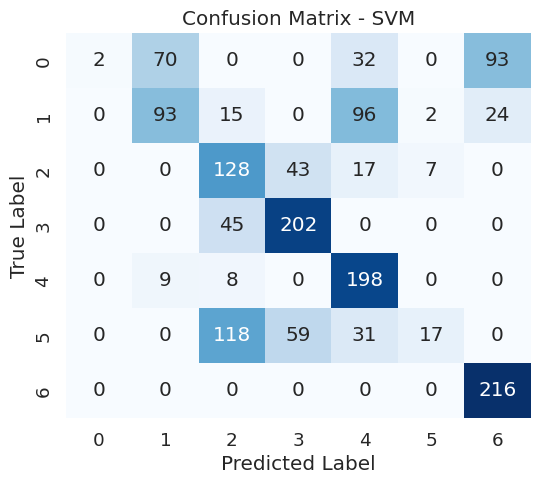 Confusion Matrix - SVM
True Label
0 2 70 0 0 32 0 93
1 0 93 15 0 96 2 24
2 0 0 128 43 17 7 0
3 0 0 45 202 0 0 0
4 0 9 8 0 198 0 0
5 0 0 118 59 31 17 0
6 0 0 0 0 0 0 216
0 1 2 3 4 5 6
Predicted Label